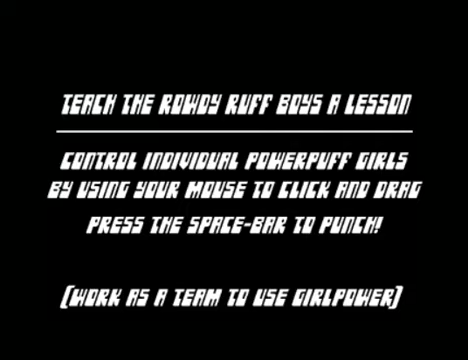 TEACH THE ROWDY RUFF BOYS A LESSON
CONTROL INDIVIDUAL POWERPUFF GIRLS
BY USING YOUR MOUSE TO CLICK AND DRAG
PRESS THE SPACE-BAR TO PUNCH!
(WORK AS A TEAM TO USE GIRLPOWER)